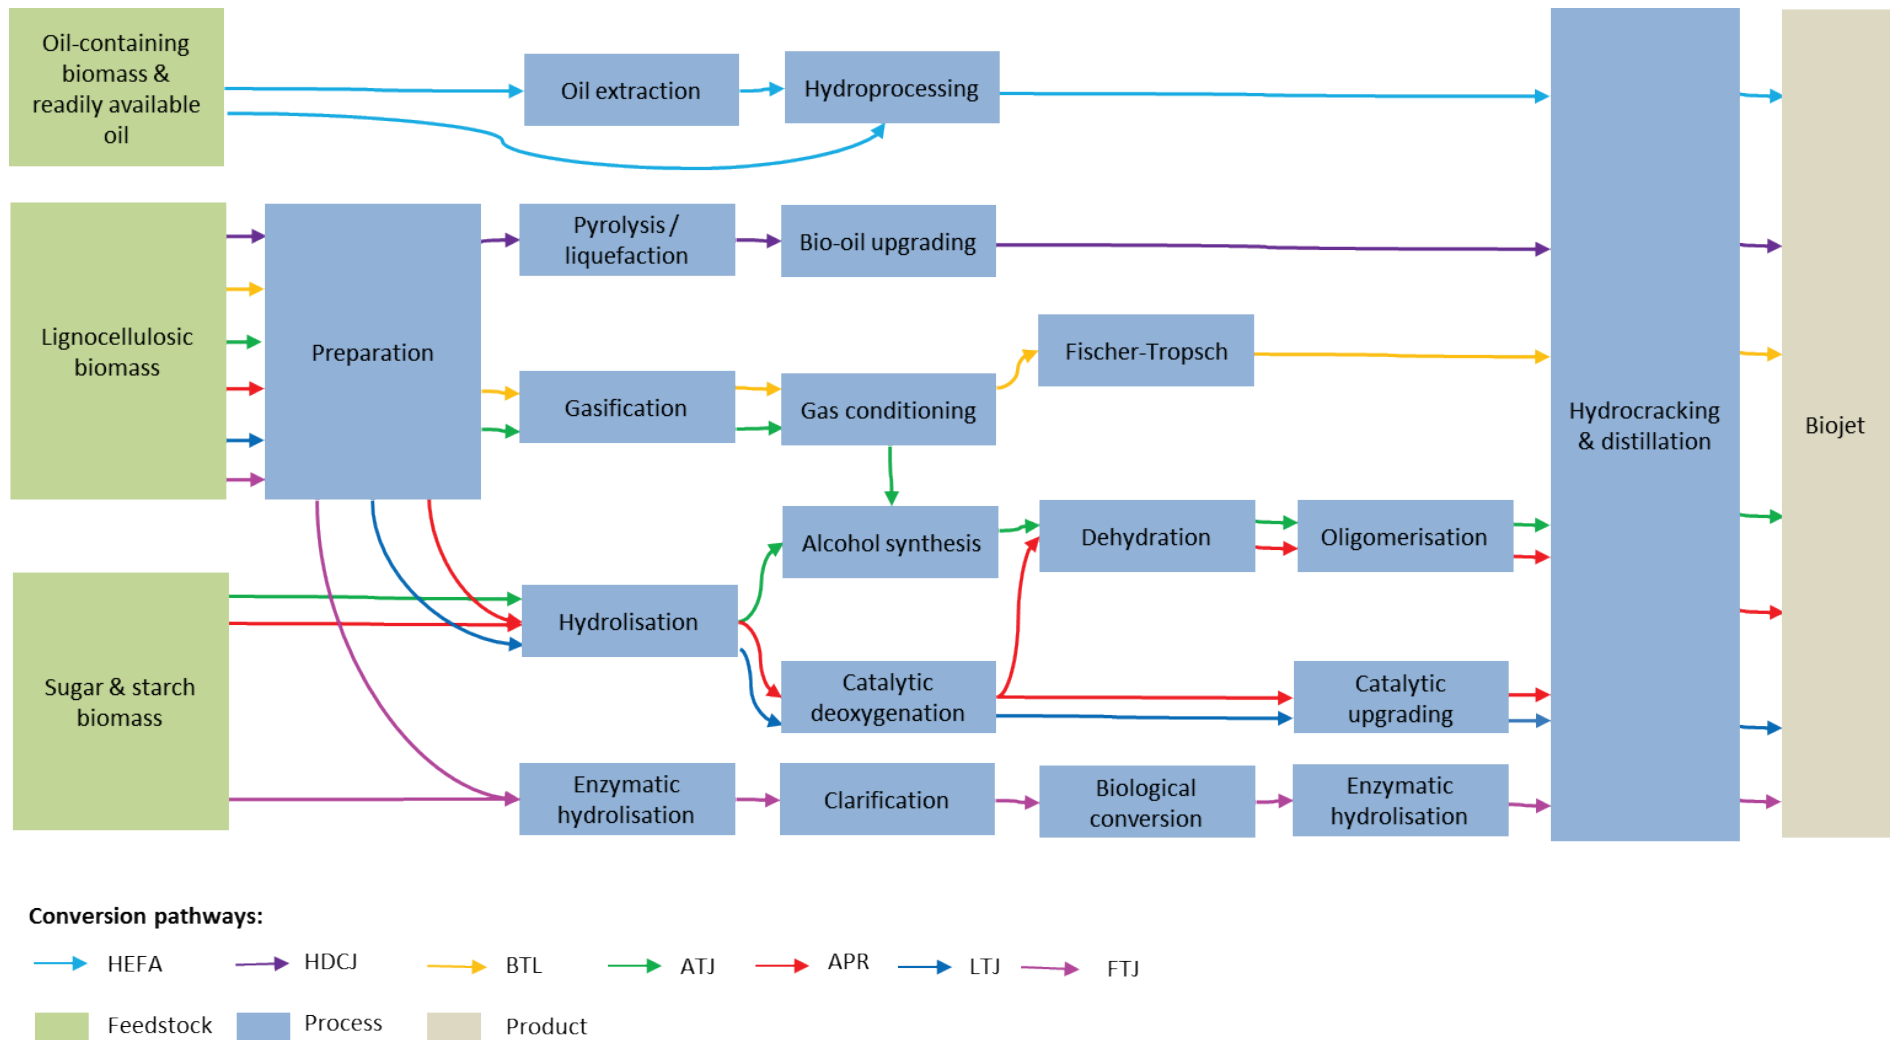 Oil-containing
biomass &
readily available
oil
Oil extraction
Hydroprocessing
Lignocellulosic
biomass
Preparation
Pyrolysis /
liquefaction
Bio-oil upgrading
Gasification
Gas conditioning
Fischer-Tropsch
Hydrocracking
& distillation
Biojet
Alcohol synthesis
Dehydration
Oligomerisation
Sugar & starch
biomass
Hydrolisation
Catalytic
deoxygenation
Catalytic
upgrading
Enzymatic
hydrolisation
Clarification
Biological
conversion
Enzymatic
hydrolisation
Conversion pathways:
HEFA
HDCJ
BTL
ATJ
APR
LTJ
FTJ
Feedstock
Process
Product